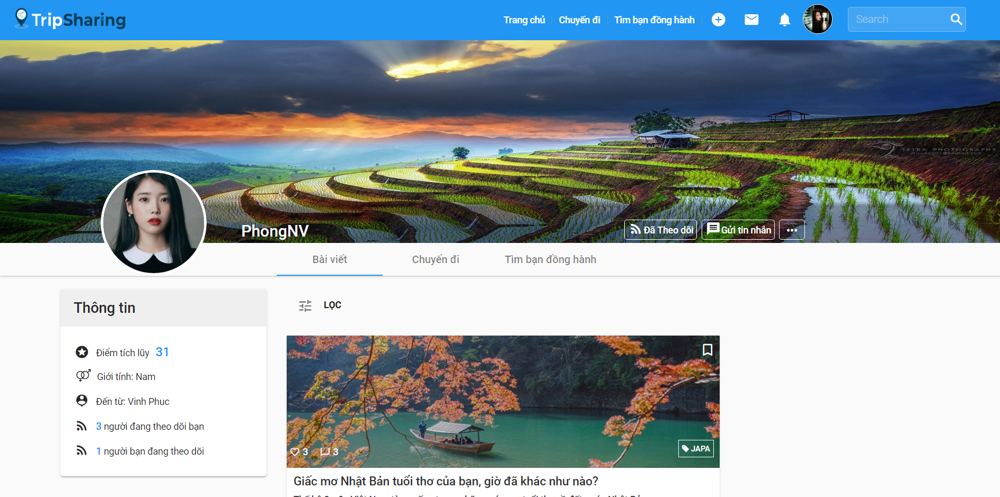 TripSharing
Trang chủ
Chuyến đi
Tìm bạn đồng hành
Search
TETRA PHOTOGRAPHY
PhongNV
Đã Theo dõi
Gửi tin nhắn
Bài viết
Chuyến đi
Tìm bạn đồng hành
Thông tin
Điểm tích lũy 31
Giới tính: Nam
Đến từ: Vinh Phuc
3 người đang theo dõi bạn
1 người bạn đang theo dõi
LỌC
3 3
JAPA
Giấc mơ Nhật Bản tuổi thơ của bạn, giờ đã khác như nào?